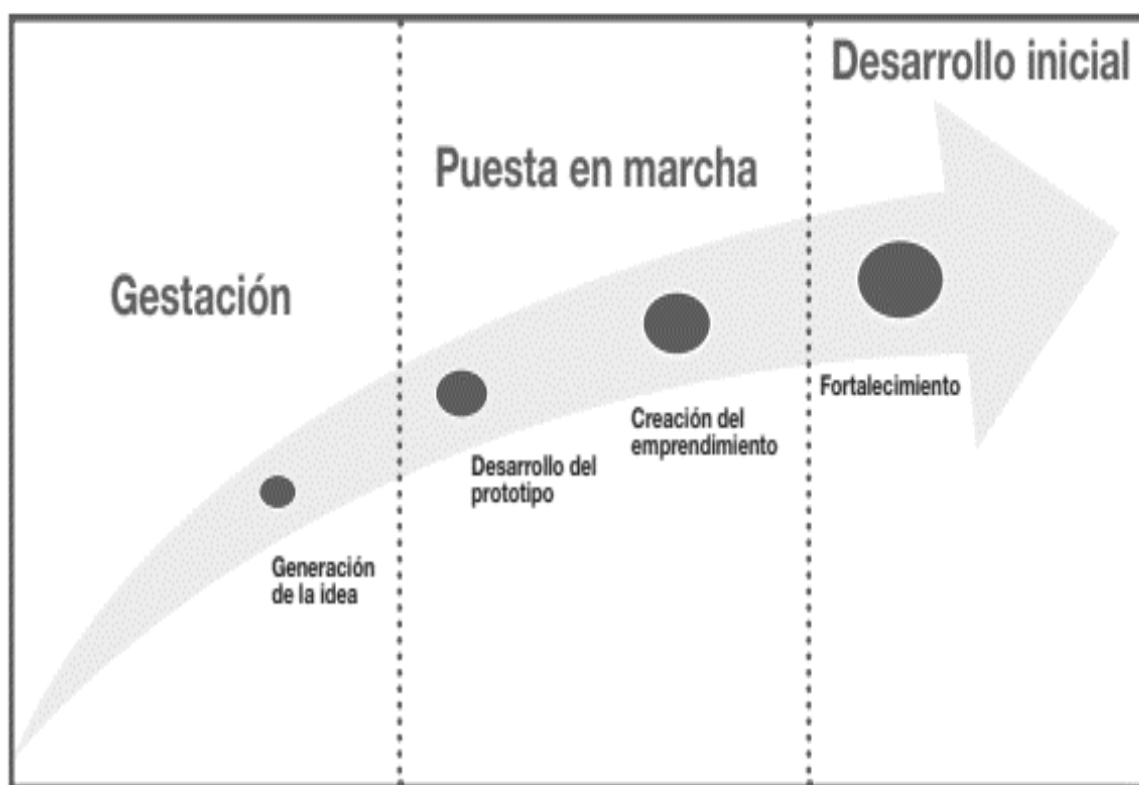 Desarrollo inicial
Puesta en marcha
Gestación
Fortalecimiento
Creación del
emprendimiento
Desarrollo del
prototipo
Generación
de la idea